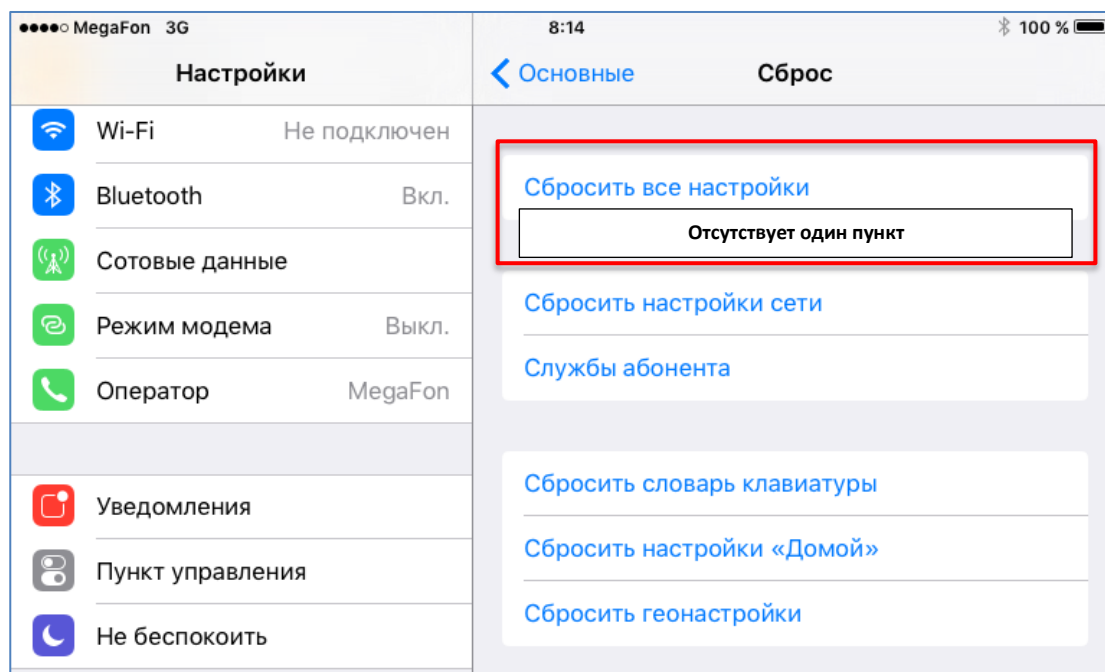 MegaFon 3G 8:14 100 %
Настройки
Основные Сброс
Wi-Fi Не подключен
Bluetooth Вкл.
Сотовые данные
Режим модема Выкл.
Оператор MegaFon
Уведомления
Пункт управления
Не беспокоить
Сбросить все настройки
Отсутствует один пункт
Сбросить настройки сети
Службы абонента
Сбросить словарь клавиатуры
Сбросить настройки «Домой»
Сбросить геонастройки